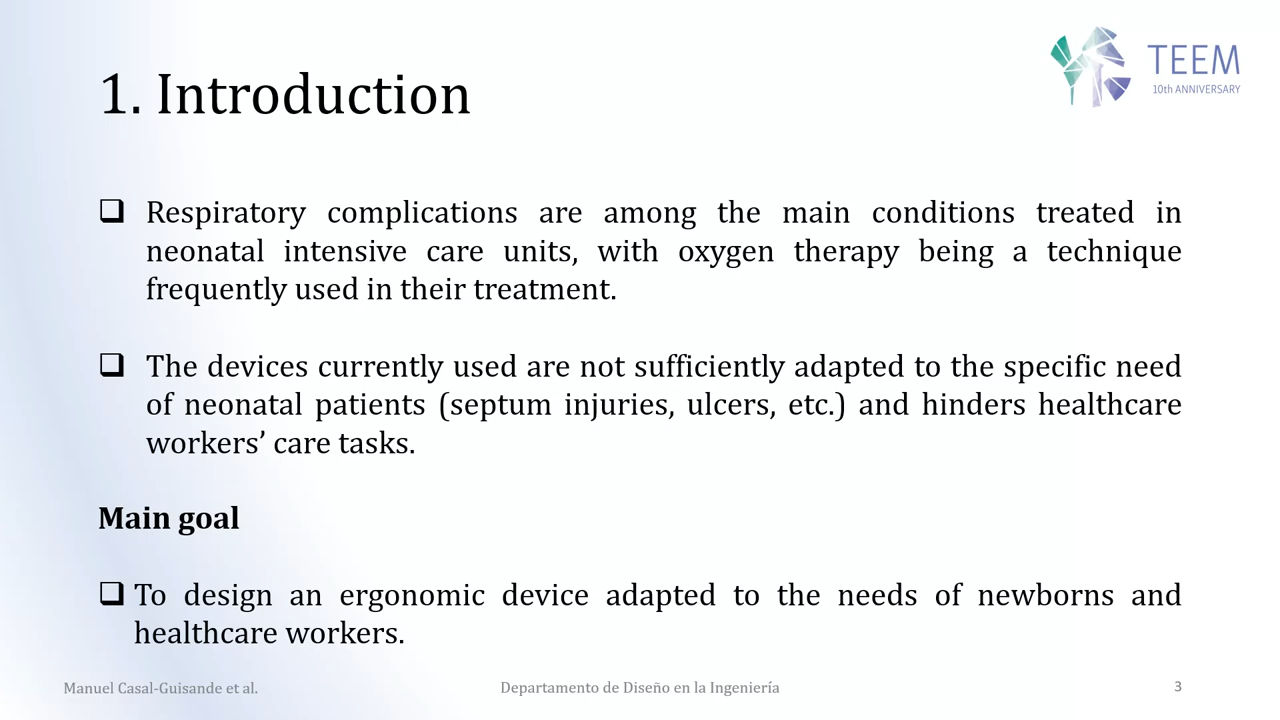 1. Introduction
TEEM
10th ANNIVERSARY
Respiratory complications are among the main conditions treated in
neonatal intensive care units, with oxygen therapy being a technique
frequently used in their treatment.
The devices currently used are not sufficiently adapted to the specific need
of neonatal patients (septum injuries, ulcers, etc.) and hinders healthcare
workers’ care tasks.
Main goal
To design an ergonomic device adapted to the needs of newborns and
healthcare workers.
Manuel Casal-Guisande et al.
Departamento de Diseño en la Ingeniería
3